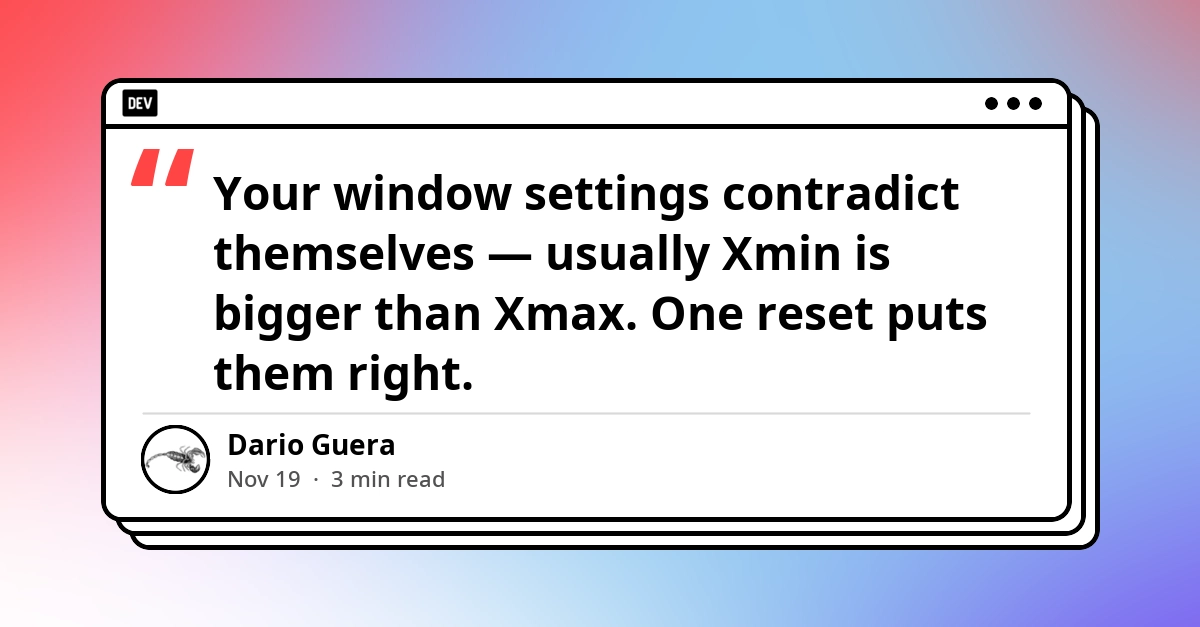 DEV
“
Your window settings contradict
themselves — usually Xmin is
bigger than Xmax. One reset puts
them right.
Dario Guera
Nov 19 · 3 min read